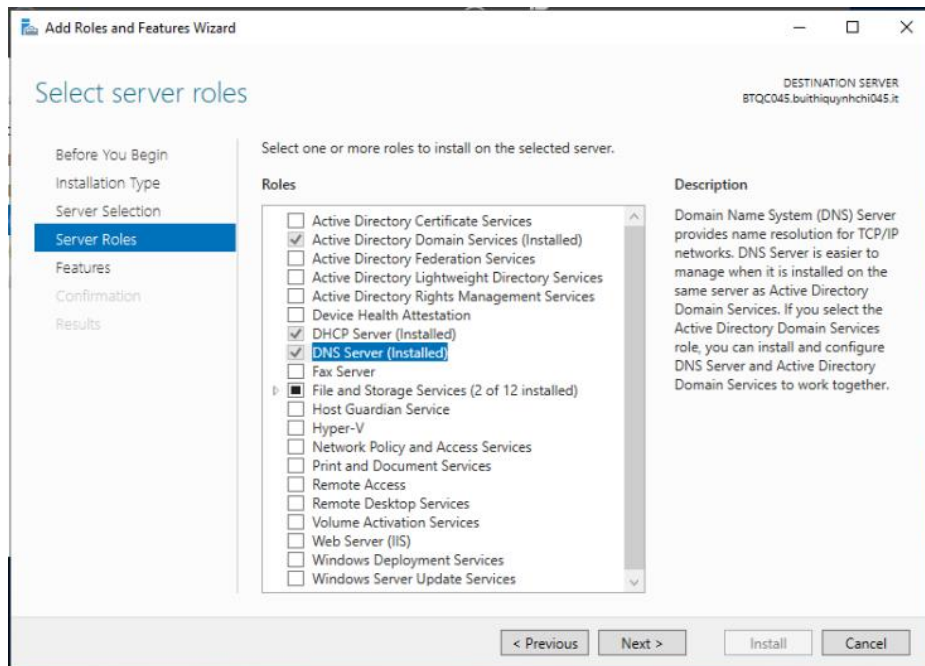 Add Roles and Features Wizard
Select server roles
DESTINATION SERVER
BTQC045.buithiquynhchi045.it
Before You Begin
Installation Type
Server Selection
Server Roles
Features
Confirmation
Results
Select one or more roles to install on the selected server.
Roles
Active Directory Certificate Services
Active Directory Domain Services (Installed)
Active Directory Federation Services
Active Directory Lightweight Directory Services
Active Directory Rights Management Services
Device Health Attestation
DHCP Server (Installed)
DNS Server (Installed)
Fax Server
File and Storage Services (2 of 12 installed)
Host Guardian Service
Hyper-V
Network Policy and Access Services
Print and Document Services
Remote Access
Remote Desktop Services
Volume Activation Services
Web Server (IIS)
Windows Deployment Services
Windows Server Update Services
Description
Domain Name System (DNS) Server
provides name resolution for TCP/IP
networks. DNS Server is easier to
manage when it is installed on the
same server as Active Directory
Domain Services. If you select the
Active Directory Domain Services
role, you can install and configure
DNS Server and Active Directory
Domain Services to work together.
< Previous
Next >
Install
Cancel